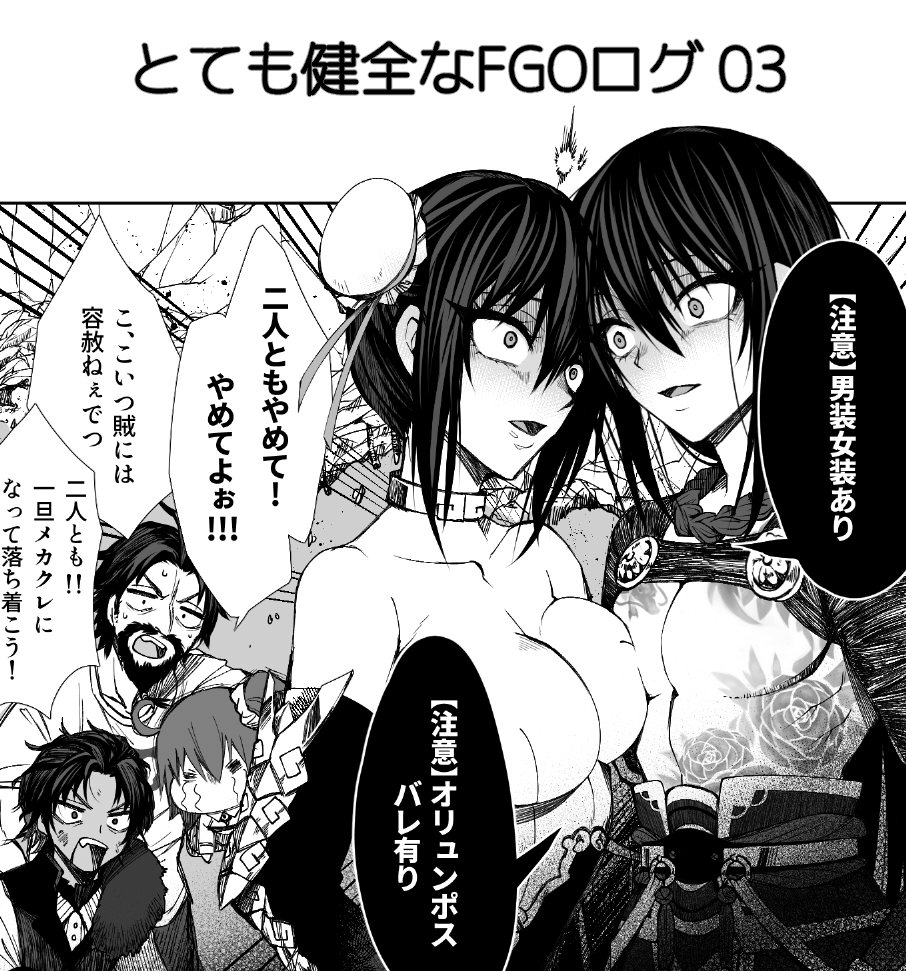 とても健全なFGOログ 03
【注意】男装女装あり
二人ともやめて！
やめてよぉ!!!
こ、こいつ賊には
容赦ねぇでつ
二人とも!!
一旦メカクレに
なって落ち着こう！
【注意】オリュンポス
バレ有り